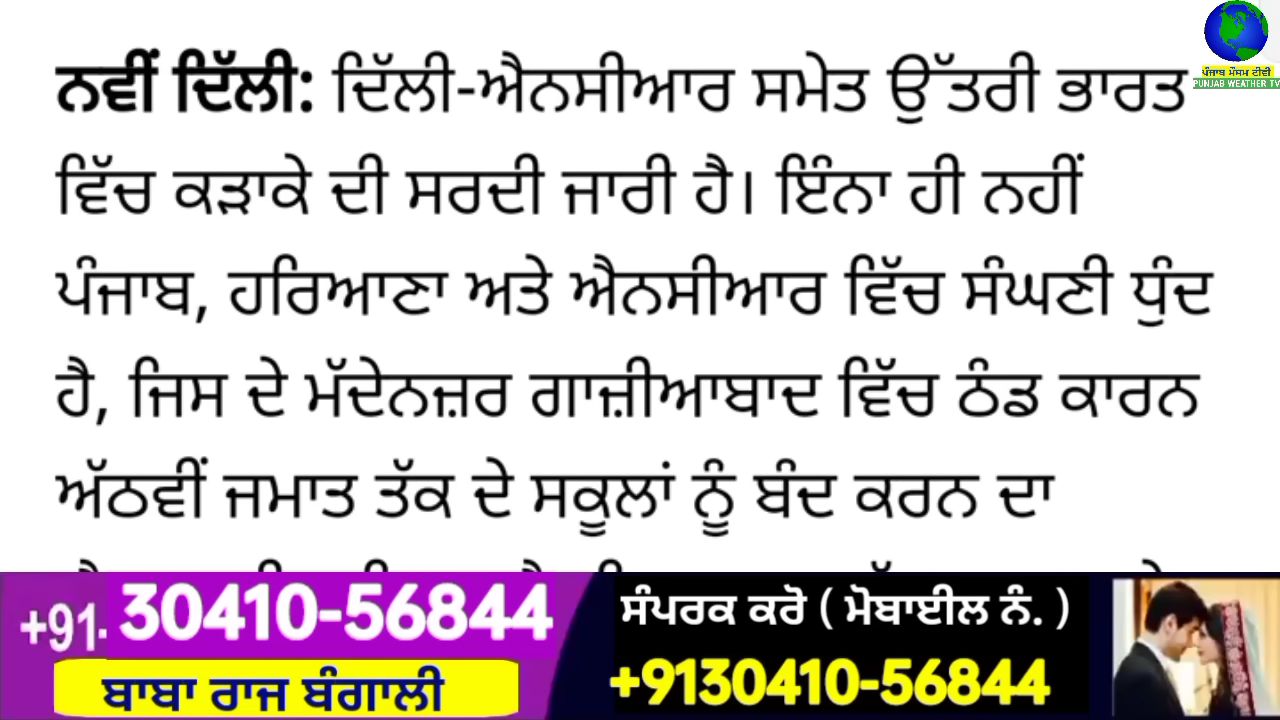 ਪੰਜਾਬ ਮੌਸਮ ਟੀਵੀ
PUNJAB WEATHER TV
ਨਵੀਂ ਦਿੱਲੀ: ਦਿੱਲੀ-ਐਨਸੀਆਰ ਸਮੇਤ ਉੱਤਰੀ ਭਾਰਤ
ਵਿੱਚ ਕੜਾਕੇ ਦੀ ਸਰਦੀ ਜਾਰੀ ਹੈ। ਇੰਨਾ ਹੀ ਨਹੀਂ
ਪੰਜਾਬ, ਹਰਿਆਣਾ ਅਤੇ ਐਨਸੀਆਰ ਵਿੱਚ ਸੰਘਣੀ ਧੁੰਦ
ਹੈ, ਜਿਸ ਦੇ ਮੱਦੇਨਜ਼ਰ ਗਾਜ਼ੀਆਬਾਦ ਵਿੱਚ ਠੰਡ ਕਾਰਨ
ਅੱਠਵੀਂ ਜਮਾਤ ਤੱਕ ਦੇ ਸਕੂਲਾਂ ਨੂੰ ਬੰਦ ਕਰਨ ਦਾ
+91- 30410-56844
ਬਾਬਾ ਰਾਜ ਬੰਗਾਲੀ
ਸੰਪਰਕ ਕਰੋ ( ਮੋਬਾਈਲ ਨੰ. )
+9130410-56844